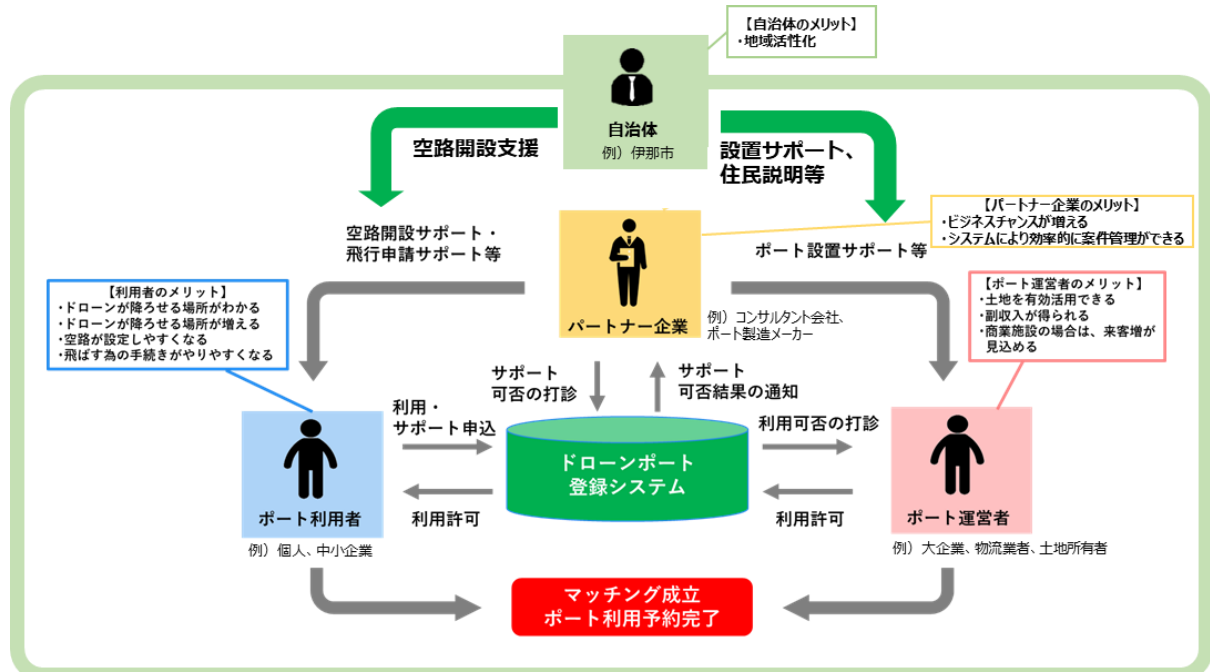 【自治体のメリット】
・地域活性化
自治体
例）伊那市
空路開設支援
設置サポート、
住民説明等
【パートナー企業のメリット】
・ビジネスチャンスが増える
・システムにより効率的に案件管理ができる
空路開設サポート・
飛行申請サポート等
ポート設置サポート等
パートナー企業
例）コンサルタント会社、
ポート製造メーカー
【利用者のメリット】
・ドローンが降ろせる場所がわかる
・ドローンが降ろせる場所が増える
・空路が設定しやすくなる
・飛ばす為の手続きがやりやすくなる
【ポート運営者のメリット】
・土地を有効活用できる
・副収入が得られる
・商業施設の場合は、来客増が
見込める
サポート
可否の打診
サポート
可否結果の通知
利用・
サポート申込
利用可否の打診
ドローンポート
登録システム
利用許可
利用許可
ポート利用者
例）個人、中小企業
ポート運営者
例）大企業、物流業者、土地所有者
マッチング成立
ポート利用予約完了